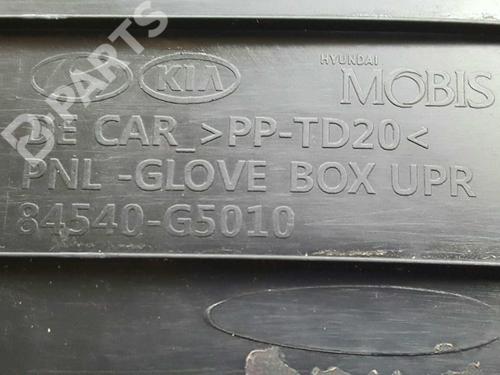 B-PARTS
KIA
HYUNDAI
MOBIS
DE CAR_>PP-TD20<
PNL -GLOVE BOX UPR
84540-G5010